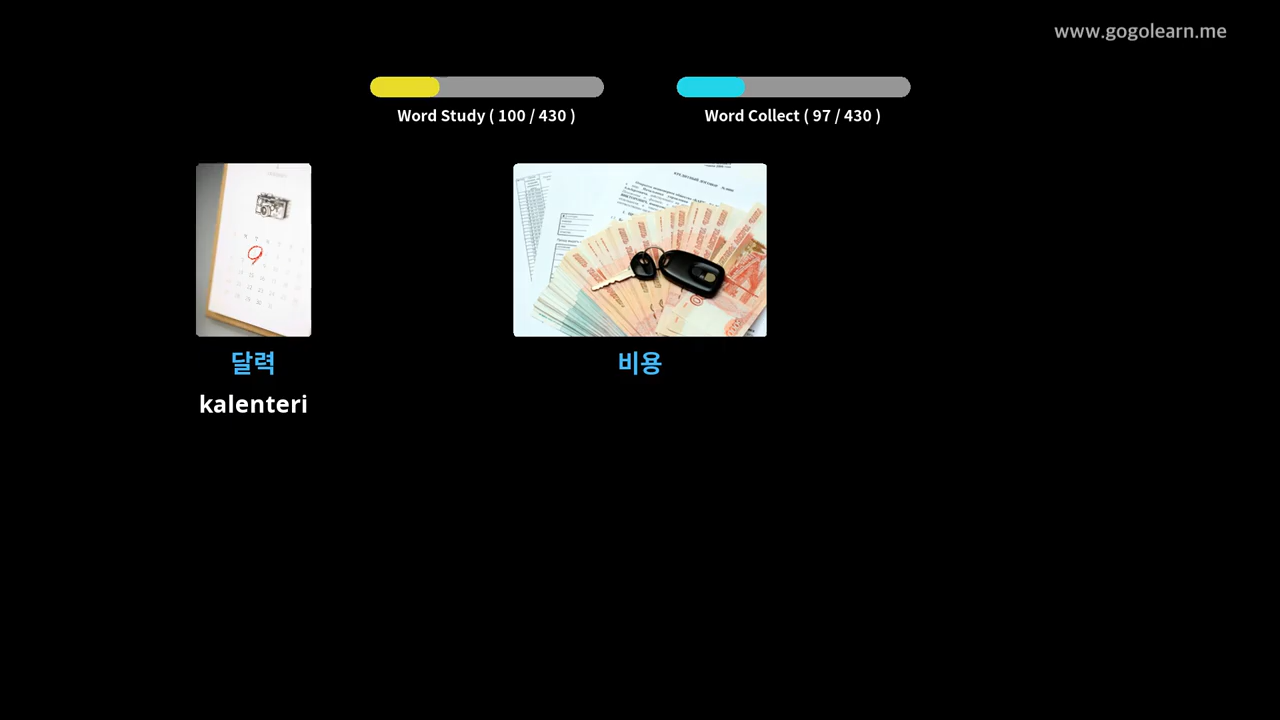 www.gogolearn.me
Word Study ( 100 / 430 )
Word Collect ( 97 / 430 )
달력
비용
kalenteri